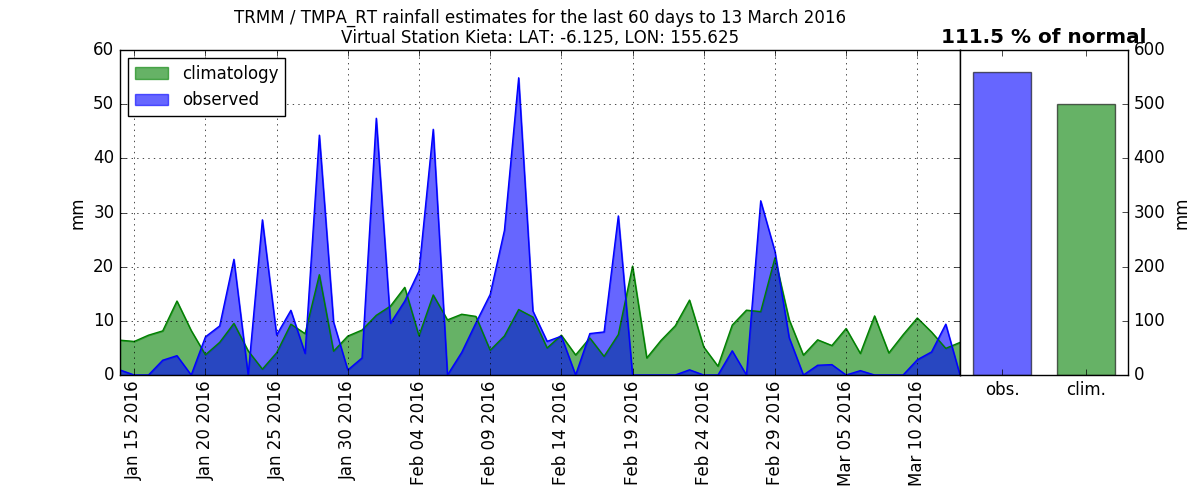 TRMM / TMPA_RT rainfall estimates for the last 60 days to 13 March 2016
Virtual Station Kieta: LAT: -6.125, LON: 155.625
111.5 % of normal
climatology
observed
mm
60
50
40
30
20
10
0
600
500
400
300
200
100
0
mm
Jan 15 2016
Jan 20 2016
Jan 25 2016
Jan 30 2016
Feb 04 2016
Feb 09 2016
Feb 14 2016
Feb 19 2016
Feb 24 2016
Feb 29 2016
Mar 05 2016
Mar 10 2016
obs.
clim.